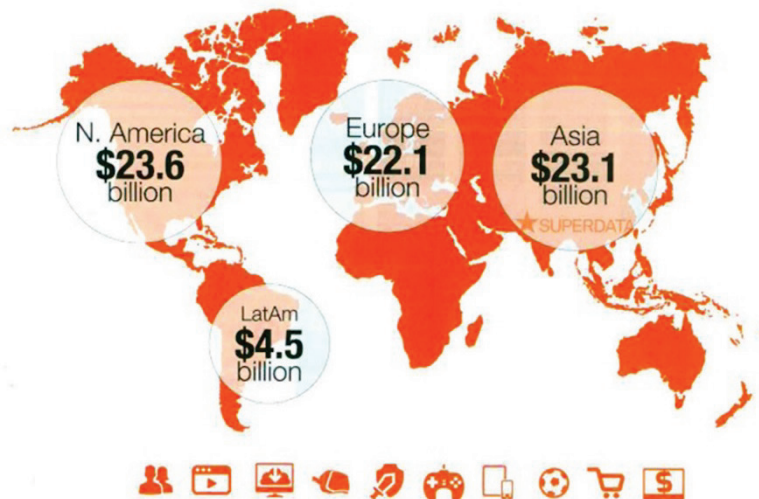 N. America
$23.6
billion
Europe
$22.1
billion
Asia
$23.1
billion
SUPERDATA
LatAm
$4.5
billion
$